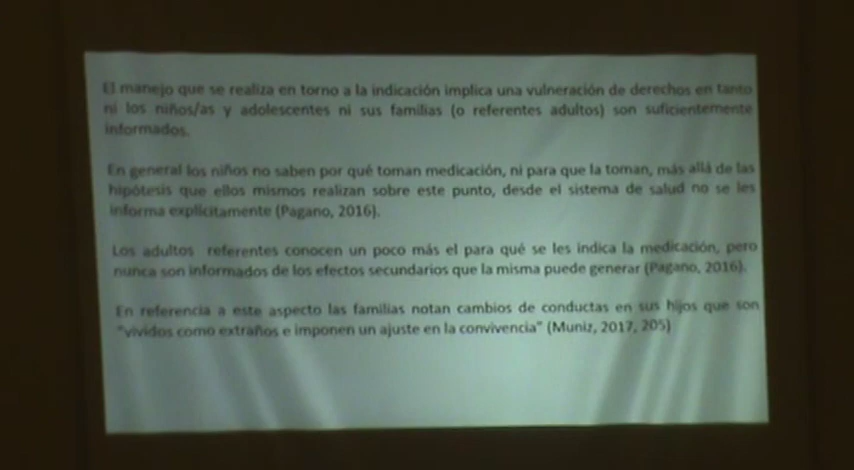 El manejo que se realiza en torno a la indicación implica una vulneración de derechos en tanto
ni los niños/as y adolescentes ni sus familias (o referentes adultos) son suficientemente
informados.
En general los niños no saben por qué toman medicación, ni para que la toman, más allá de las
hipótesis que ellos mismos realizan sobre este punto, desde el sistema de salud no se les
informa explícitamente (Pagano, 2016).
Los adultos referentes conocen un poco más el para qué se les indica la medicación, pero
nunca son informados de los efectos secundarios que la misma puede generar (Pagano, 2016).
En referencia a este aspecto las familias notan cambios de conductas en sus hijos que son
"vividos como extraños e imponen un ajuste en la convivencia" (Muniz, 2017, 205)